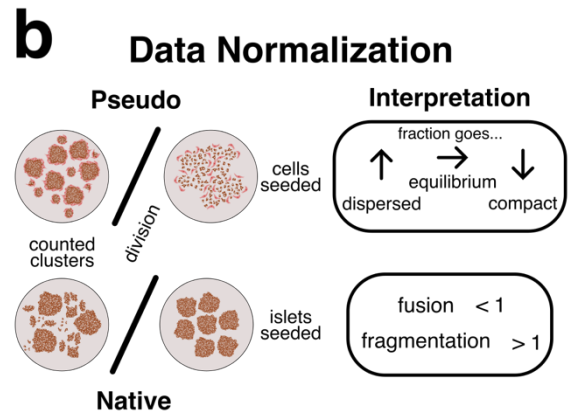 b
Data Normalization
Pseudo
Interpretation
fraction goes...
↑ → ↓
equilibrium
dispersed compact
cells
seeded
counted
clusters
division
islets
seeded
fusion < 1
fragmentation > 1
Native